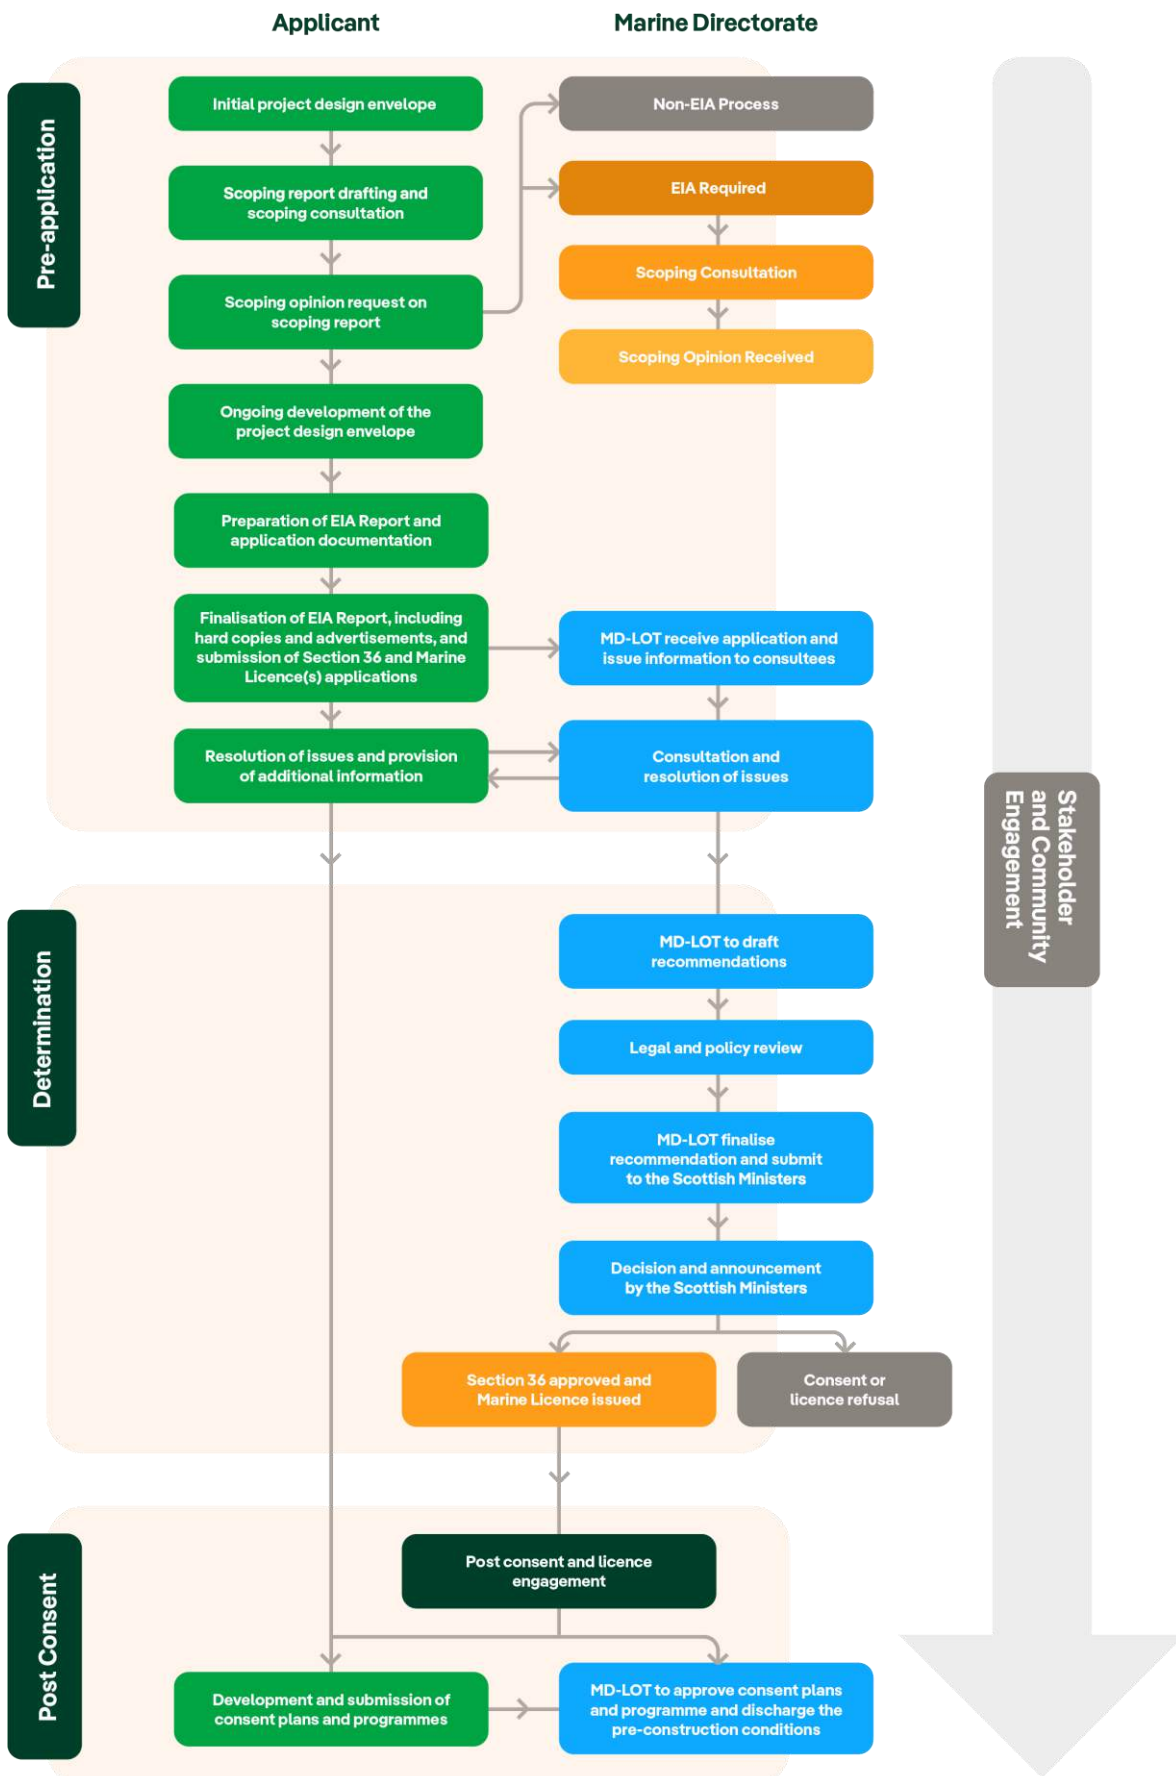 Applicant
Marine Directorate
Pre-application
Initial project design envelope
Non-EIA Process
Scoping report drafting and
scoping consultation
EIA Required
Scoping Consultation
Scoping opinion request on
scoping report
Scoping Opinion Received
Ongoing development of the
project design envelope
Preparation of EIA Report and
application documentation
Finalisation of EIA Report, including
hard copies and advertisements, and
submission of Section 36 and Marine
Licence(s) applications
MD-LOT receive application and
issue information to consultees
Resolution of issues and provision
of additional information
Consultation and
resolution of issues
Stakeholder
and Community
Engagement
Determination
MD-LOT to draft
recommendations
Legal and policy review
MD-LOT finalise
recommendation and submit
to the Scottish Ministers
Decision and announcement
by the Scottish Ministers
Section 36 approved and
Marine Licence issued
Consent or
licence refusal
Post Consent
Post consent and licence
engagement
Development and submission of
consent plans and programmes
MD-LOT to approve consent plans
and programme and discharge the
pre-construction conditions